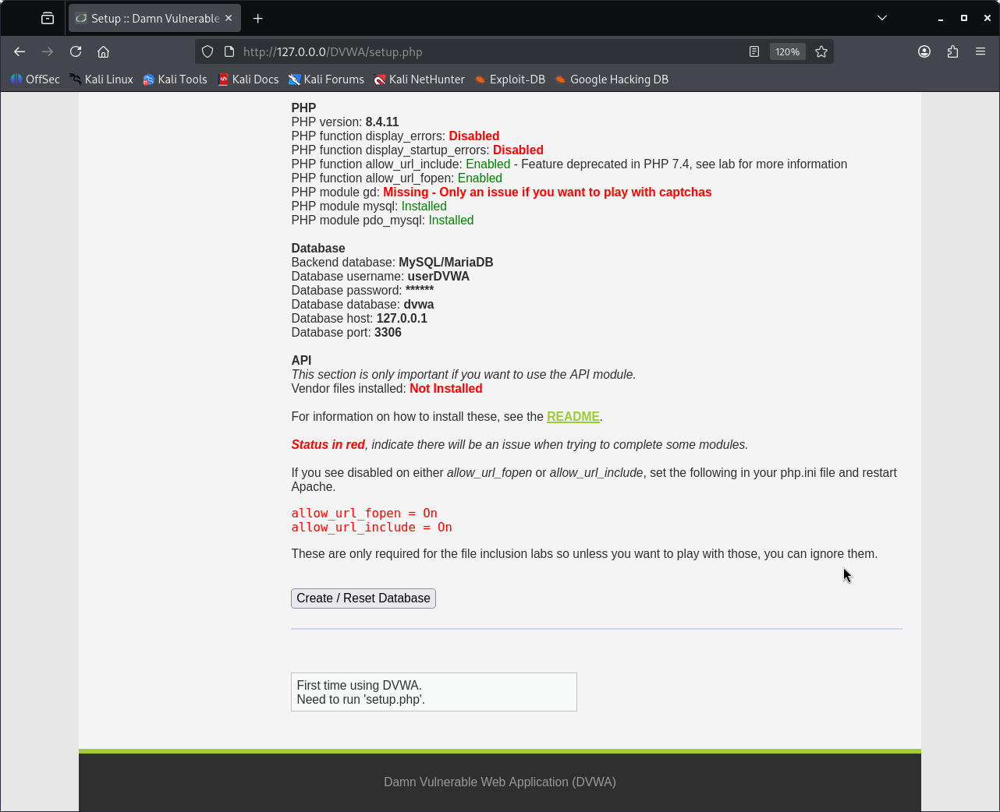 Setup :: Damn Vulnerable
http://127.0.0.0/DVWA/setup.php
120%
OffSec
Kali Linux
Kali Tools
Kali Docs
Kali Forums
Kali NetHunter
Exploit-DB
Google Hacking DB
PHP
PHP version: 8.4.11
PHP function display_errors: Disabled
PHP function display_startup_errors: Disabled
PHP function allow_url_include: Enabled - Feature deprecated in PHP 7.4, see lab for more information
PHP function allow_url_fopen: Enabled
PHP module gd: Missing - Only an issue if you want to play with captchas
PHP module mysql: Installed
PHP module pdo_mysql: Installed
Database
Backend database: MySQL/MariaDB
Database username: userDVWA
Database password: ******
Database database: dvwa
Database host: 127.0.0.1
Database port: 3306
API
This section is only important if you want to use the API module.
Vendor files installed: Not Installed
For information on how to install these, see the README.
Status in red, indicate there will be an issue when trying to complete some modules.
If you see disabled on either allow_url_fopen or allow_url_include, set the following in your php.ini file and restart
Apache.
allow_url_fopen = On
allow_url_include = On
These are only required for the file inclusion labs so unless you want to play with those, you can ignore them.
Create / Reset Database
First time using DVWA.
Need to run 'setup.php'.
Damn Vulnerable Web Application (DVWA)